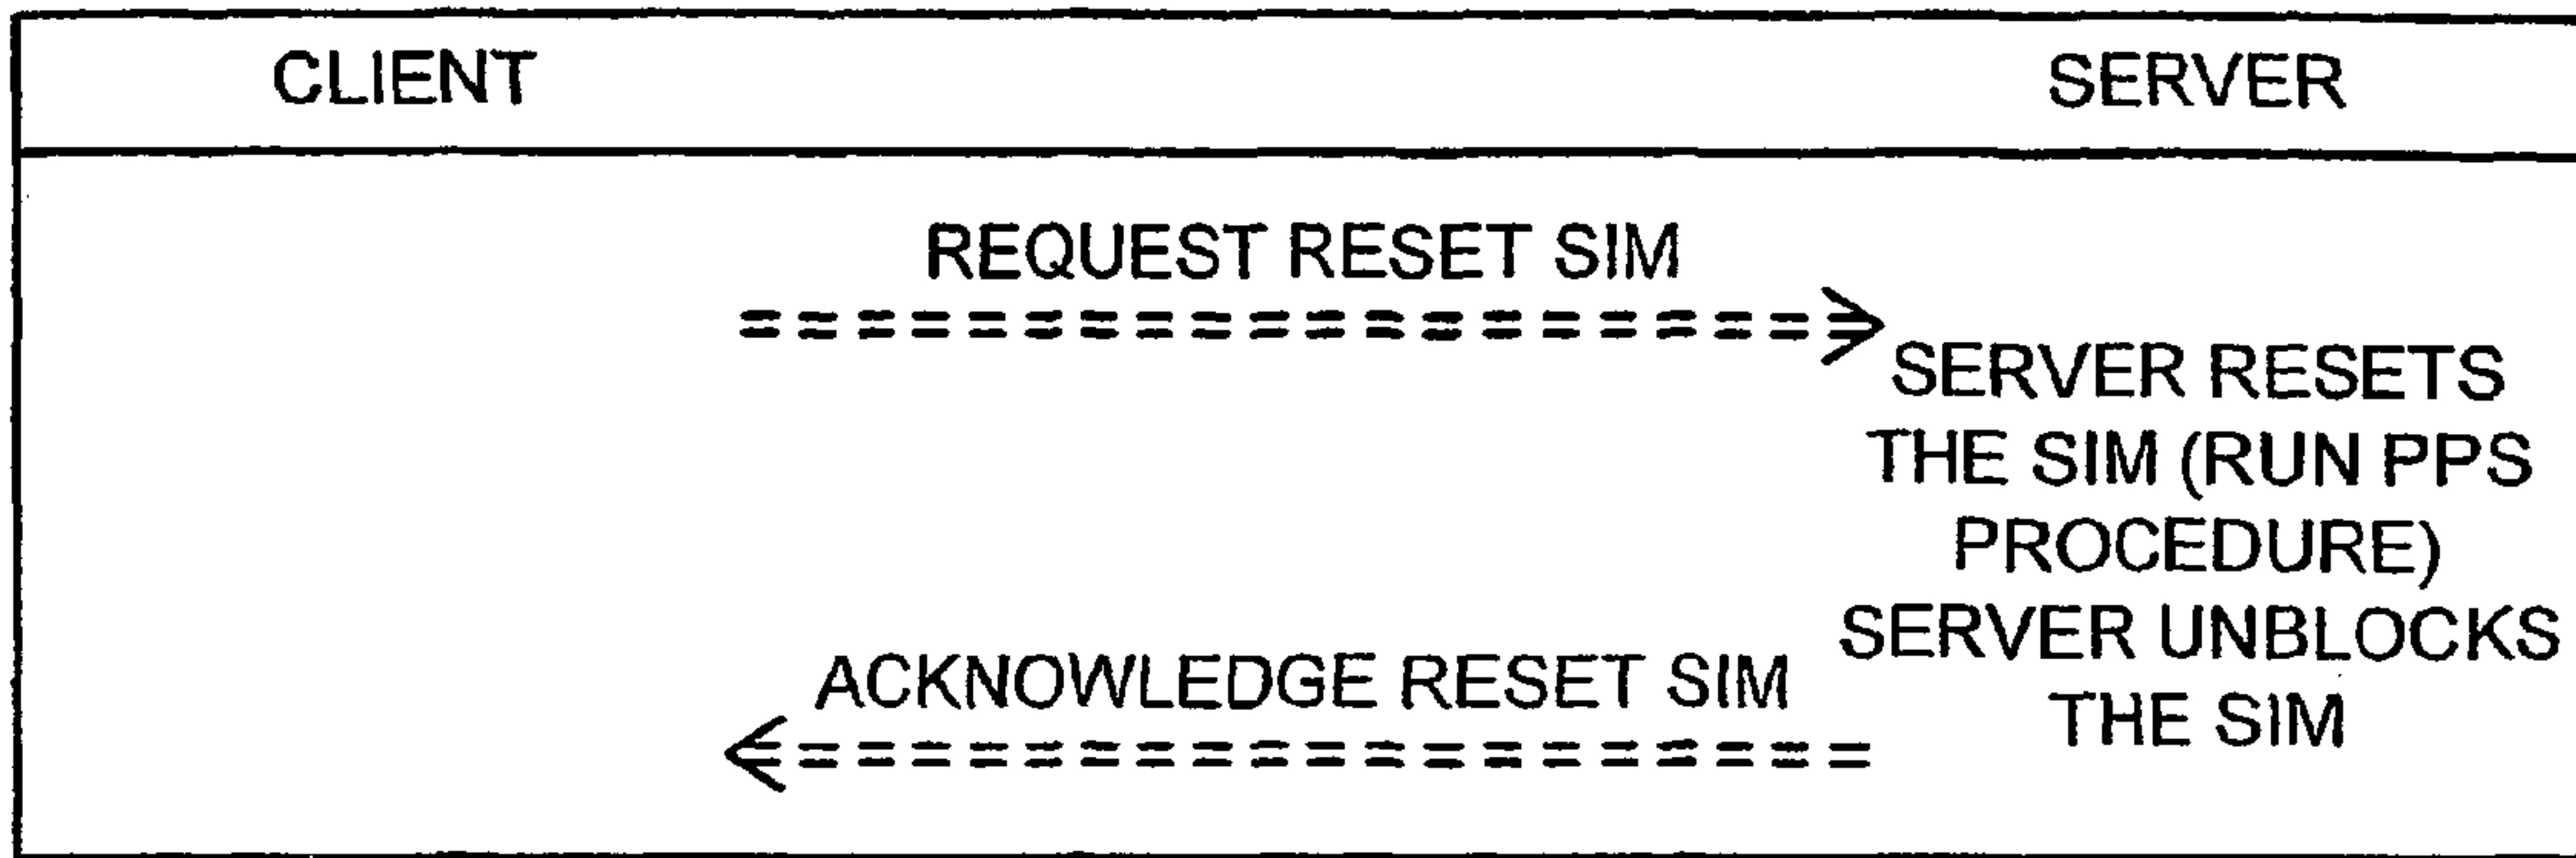 CLIENT
SERVER
REQUEST RESET SIM
SERVER RESETS
THE SIM (RUN PPS
PROCEDURE)
SERVER UNBLOCKS
THE SIM
ACKNOWLEDGE RESET SIM